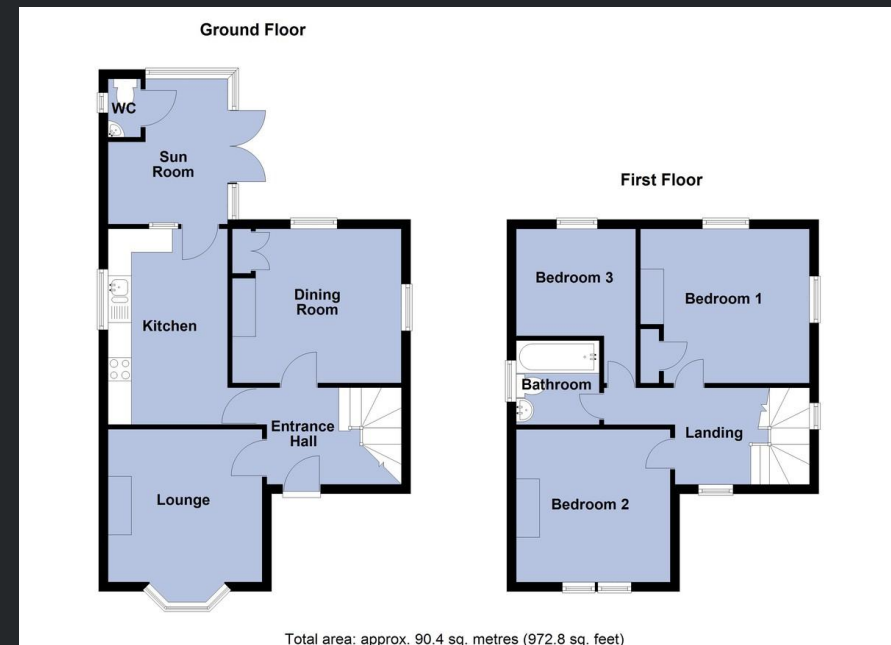 Ground Floor
WC
Sun
Room
Kitchen
Dining
Room
Entrance
Hall
Lounge
First Floor
Bedroom 3
Bedroom 1
Bathroom
Landing
Bedroom 2
Total area: approx. 90.4 sq. metres (972.8 sq. feet)